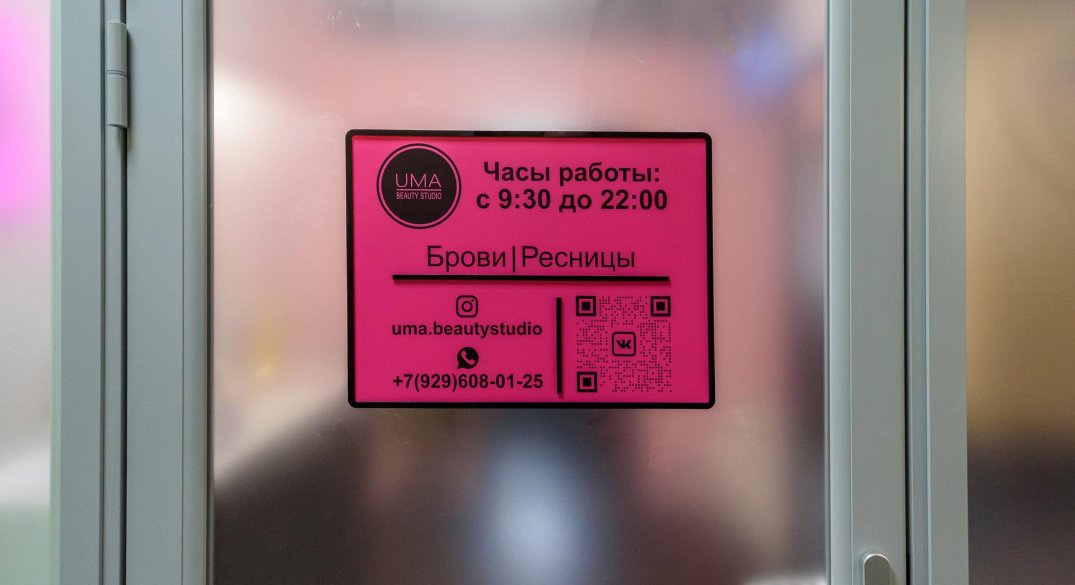 UMA
BEAUTY STUDIO
Часы работы:
с 9:30 до 22:00
Брови|Ресницы
uma.beautystudio
+7(929)608-01-25